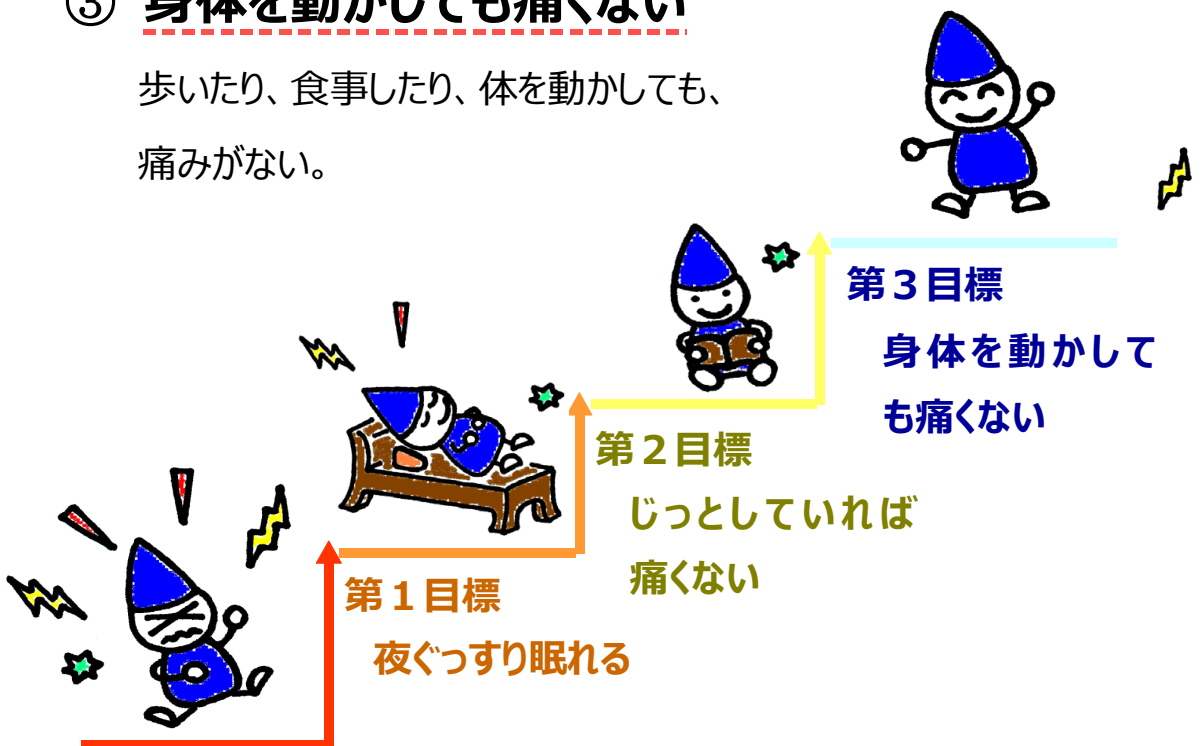 ③ 身体を動かしても痛くない
歩いたり、食事したり、体を動かしても、
痛みがない。
第３目標
身体を動かして
も痛くない
第２目標
じっとしていれば
痛くない
第１目標
夜ぐっすり眠れる